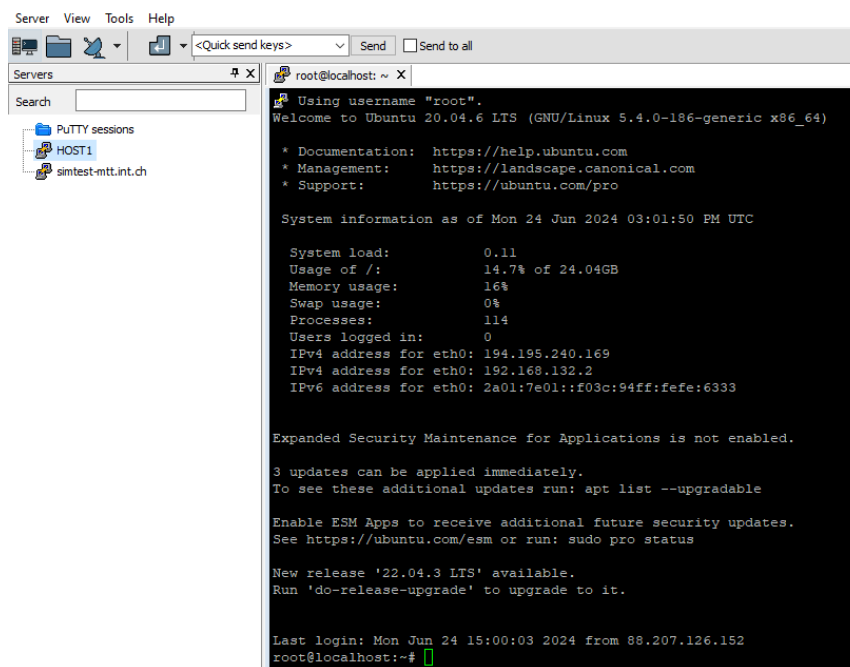 Server View Tools Help
<Quick send keys> Send Send to all
Servers X
root@localhost: ~ X
Search
PuTTY sessions
HOST1
simtest-mtt.int.ch
Using username "root".
Welcome to Ubuntu 20.04.6 LTS (GNU/Linux 5.4.0-186-generic x86_64)
* Documentation: https://help.ubuntu.com
* Management: https://landscape.canonical.com
* Support: https://ubuntu.com/pro
System information as of Mon 24 Jun 2024 03:01:50 PM UTC
System load: 0.11
Usage of /: 14.7% of 24.04GB
Memory usage: 16%
Swap usage: 0%
Processes: 114
Users logged in: 0
IPv4 address for eth0: 194.195.240.169
IPv4 address for eth0: 192.168.132.2
IPv6 address for eth0: 2a01:7e01::f03c:94ff:fefe:6333
Expanded Security Maintenance for Applications is not enabled.
3 updates can be applied immediately.
To see these additional updates run: apt list --upgradable
Enable ESM Apps to receive additional future security updates.
See https://ubuntu.com/esm or run: sudo pro status
New release '22.04.3 LTS' available.
Run 'do-release-upgrade' to upgrade to it.
Last login: Mon Jun 24 15:00:03 2024 from 88.207.126.152
root@localhost:~#